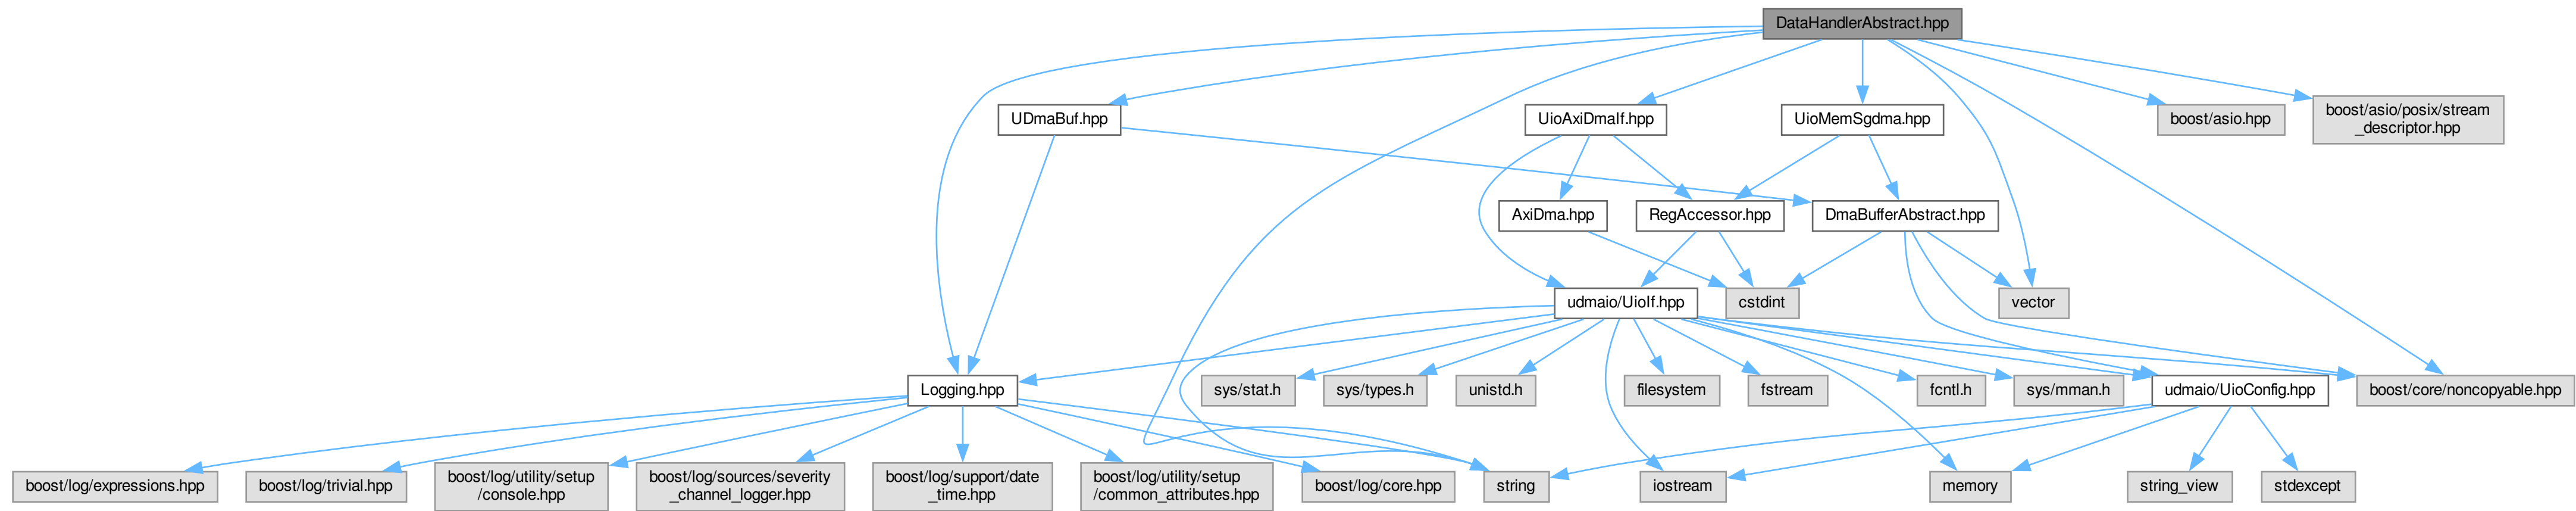 DataHandlerAbstract.hpp
UDmaBuf.hpp
UioAxiDmaIf.hpp
UioMemSgdma.hpp
boost/asio.hpp
boost/asio/posix/stream
_descriptor.hpp
AxiDma.hpp
RegAccessor.hpp
DmaBufferAbstract.hpp
udmaio/UioIf.hpp
cstdint
vector
Logging.hpp
sys/stat.h
sys/types.h
unistd.h
filesystem
fstream
fcntl.h
sys/mman.h
udmaio/UioConfig.hpp
boost/core/noncopyable.hpp
boost/log/expressions.hpp
boost/log/trivial.hpp
boost/log/utility/setup
/console.hpp
boost/log/sources/severity
_channel_logger.hpp
boost/log/support/date
_time.hpp
boost/log/utility/setup
/common_attributes.hpp
boost/log/core.hpp
string
iostream
memory
string_view
stdexcept